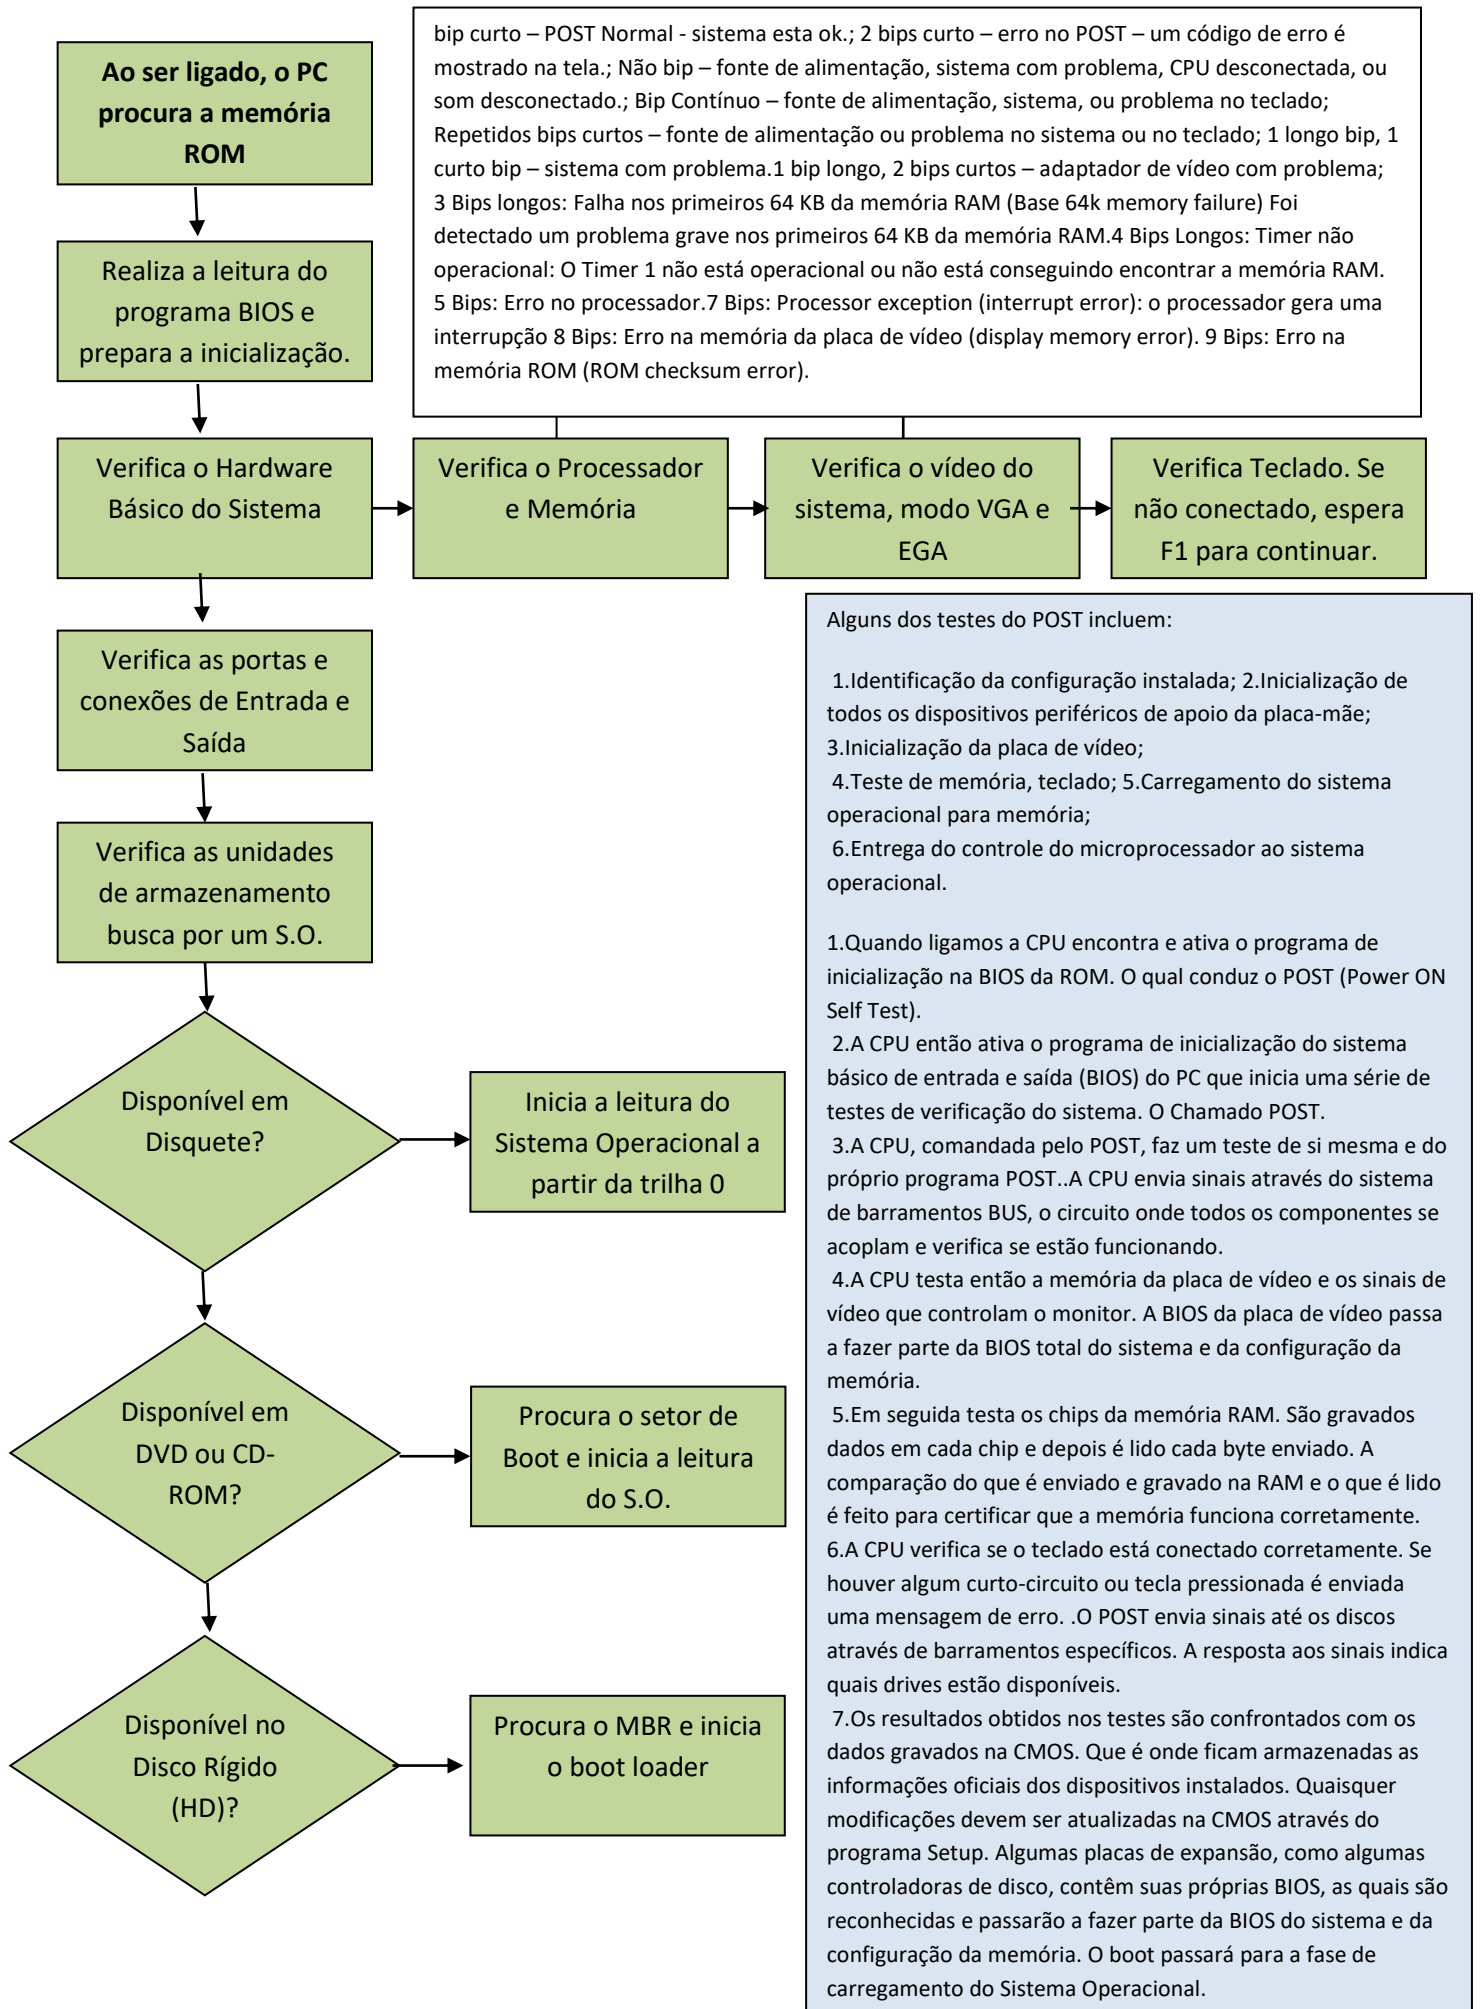 Ao ser ligado, o PC
procura a memória
ROM
bip curto – POST Normal - sistema esta ok.; 2 bips curto – erro no POST – um código de erro é
mostrado na tela.; Não bip – fonte de alimentação, sistema com problema, CPU desconectada, ou
som desconectado.; Bip Contínuo – fonte de alimentação, sistema, ou problema no teclado;
Repetidos bips curtos – fonte de alimentação ou problema no sistema ou no teclado; 1 longo bip, 1
curto bip – sistema com problema.1 bip longo, 2 bips curtos – adaptador de vídeo com problema;
3 Bips longos: Falha nos primeiros 64 KB da memória RAM (Base 64k memory failure) Foi
detectado um problema grave nos primeiros 64 KB da memória RAM.4 Bips Longos: Timer não
operacional: O Timer 1 não está operacional ou não está conseguindo encontrar a memória RAM.
5 Bips: Erro no processador.7 Bips: Processor exception (interrupt error): o processador gera uma
interrupção 8 Bips: Erro na memória da placa de vídeo (display memory error). 9 Bips: Erro na
memória ROM (ROM checksum error).
Realiza a leitura do
programa BIOS e
prepara a inicialização.
Verifica o Hardware
Básico do Sistema
Verifica o Processador
e Memória
Verifica o vídeo do
sistema, modo VGA e
EGA
Verifica Teclado. Se
não conectado, espera
F1 para continuar.
Verifica as portas e
conexões de Entrada e
Saída
Verifica as unidades
de armazenamento
busca por um S.O.
Disponível em
Disquete?
Inicia a leitura do
Sistema Operacional a
partir da trilha 0
Disponível em
DVD ou CD-
ROM?
Procura o setor de
Boot e inicia a leitura
do S.O.
Disponível no
Disco Rígido
(HD)?
Procura o MBR e inicia
o boot loader
Alguns dos testes do POST incluem:
1.Identificação da configuração instalada; 2.Inicialização de
todos os dispositivos periféricos de apoio da placa-mãe;
3.Inicialização da placa de vídeo;
4.Teste de memória, teclado; 5.Carregamento do sistema
operacional para memória;
6.Entrega do controle do microprocessador ao sistema
operacional.
1.Quando ligamos a CPU encontra e ativa o programa de
inicialização na BIOS da ROM. O qual conduz o POST (Power ON
Self Test).
2.A CPU então ativa o programa de inicialização do sistema
básico de entrada e saída (BIOS) do PC que inicia uma série de
testes de verificação do sistema. O Chamado POST.
3.A CPU, comandada pelo POST, faz um teste de si mesma e do
próprio programa POST..A CPU envia sinais através do sistema
de barramentos BUS, o circuito onde todos os componentes se
acoplam e verifica se estão funcionando.
4.A CPU testa então a memória da placa de vídeo e os sinais de
vídeo que controlam o monitor. A BIOS da placa de vídeo passa
a fazer parte da BIOS total do sistema e da configuração da
memória.
5.Em seguida testa os chips da memória RAM. São gravados
dados em cada chip e depois é lido cada byte enviado. A
comparação do que é enviado e gravado na RAM e o que é lido
é feito para certificar que a memória funciona corretamente.
6.A CPU verifica se o teclado está conectado corretamente. Se
houver algum curto-circuito ou tecla pressionada é enviada
uma mensagem de erro. .O POST envia sinais até os discos
através de barramentos específicos. A resposta aos sinais indica
quais drives estão disponíveis.
7.Os resultados obtidos nos testes são confrontados com os
dados gravados na CMOS. Que é onde ficam armazenadas as
informações oficiais dos dispositivos instalados. Quaisquer
modificações devem ser atualizadas na CMOS através do
programa Setup. Algumas placas de expansão, como algumas
controladoras de disco, contêm suas próprias BIOS, as quais são
reconhecidas e passarão a fazer parte da BIOS do sistema e da
configuração da memória. O boot passará para a fase de
carregamento do Sistema Operacional.